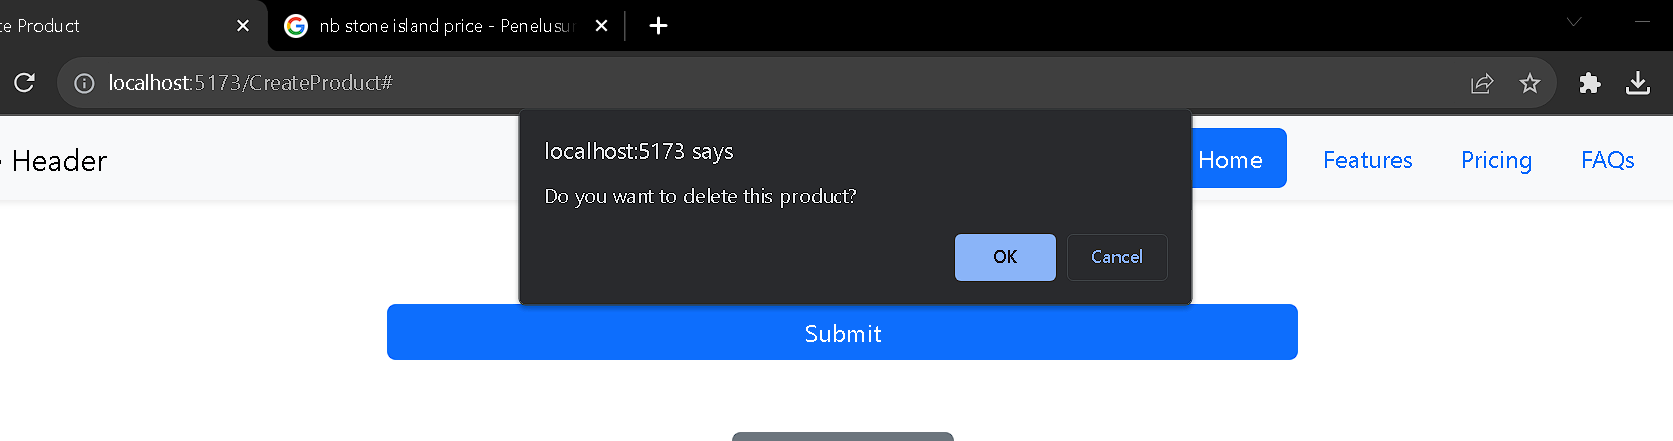 te Product
nb stone island price - Penelusur
localhost:5173/CreateProduct#
Header
localhost:5173 says
Do you want to delete this product?
OK
Cancel
Home
Features
Pricing
FAQs
Submit